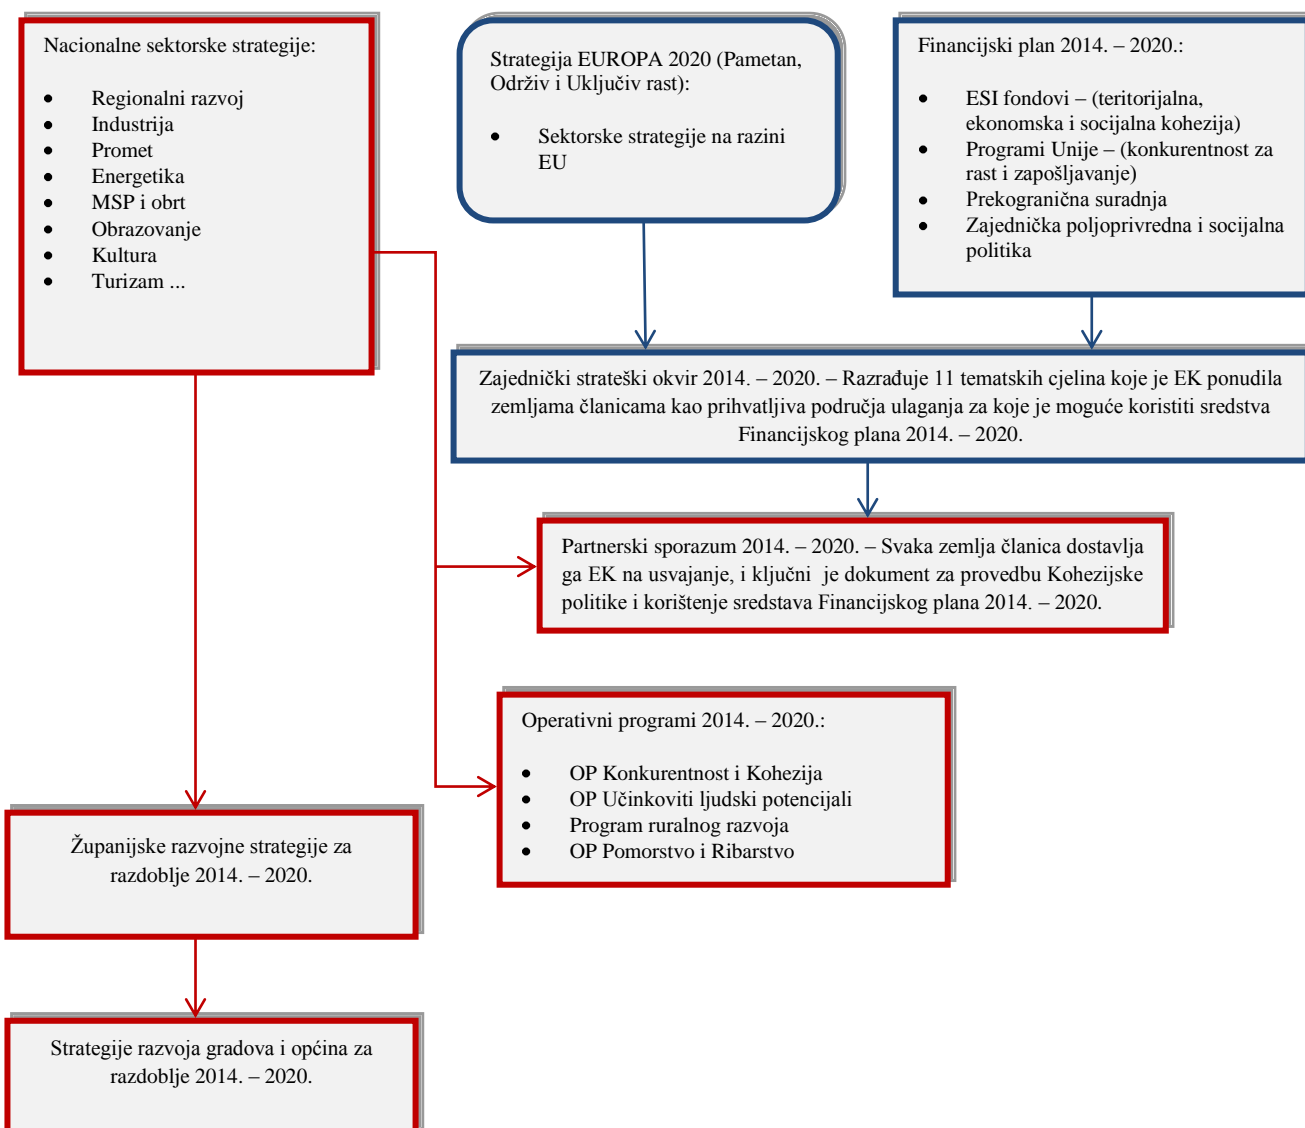 Nacionalne sektorske strategije:
• Regionalni razvoj
• Industrija
• Promet
• Energetika
• MSP i obrt
• Obrazovanje
• Kultura
• Turizam ...
Strategija EUROPA 2020 (Pametan,
Održiv i Uključiv rast):
• Sektorske strategije na razini
EU
Financijski plan 2014. – 2020.:
• ESI fondovi – (teritorijalna,
ekonomska i socijalna kohezija)
• Programi Unije – (konkurentnost za
rast i zapošljavanje)
• Prekogranična suradnja
• Zajednička poljoprivredna i socijalna
politika
Zajednički strateški okvir 2014. – 2020. – Razrađuje 11 tematskih cjelina koje je EK ponudila
zemljama članicama kao prihvatljiva područja ulaganja za koje je moguće koristiti sredstva
Financijskog plana 2014. – 2020.
Partnerski sporazum 2014. – 2020. – Svaka zemlja članica dostavlja
ga EK na usvajanje, i ključni je dokument za provedbu Kohezijske
politike i korištenje sredstava Financijskog plana 2014. – 2020.
Operativni programi 2014. – 2020.:
• OP Konkurentnost i Kohezija
• OP Učinkoviti ljudski potencijali
• Program ruralnog razvoja
• OP Pomorstvo i Ribarstvo
Županijske razvojne strategije za
razdoblje 2014. – 2020.
Strategije razvoja gradova i općina za
razdoblje 2014. – 2020.